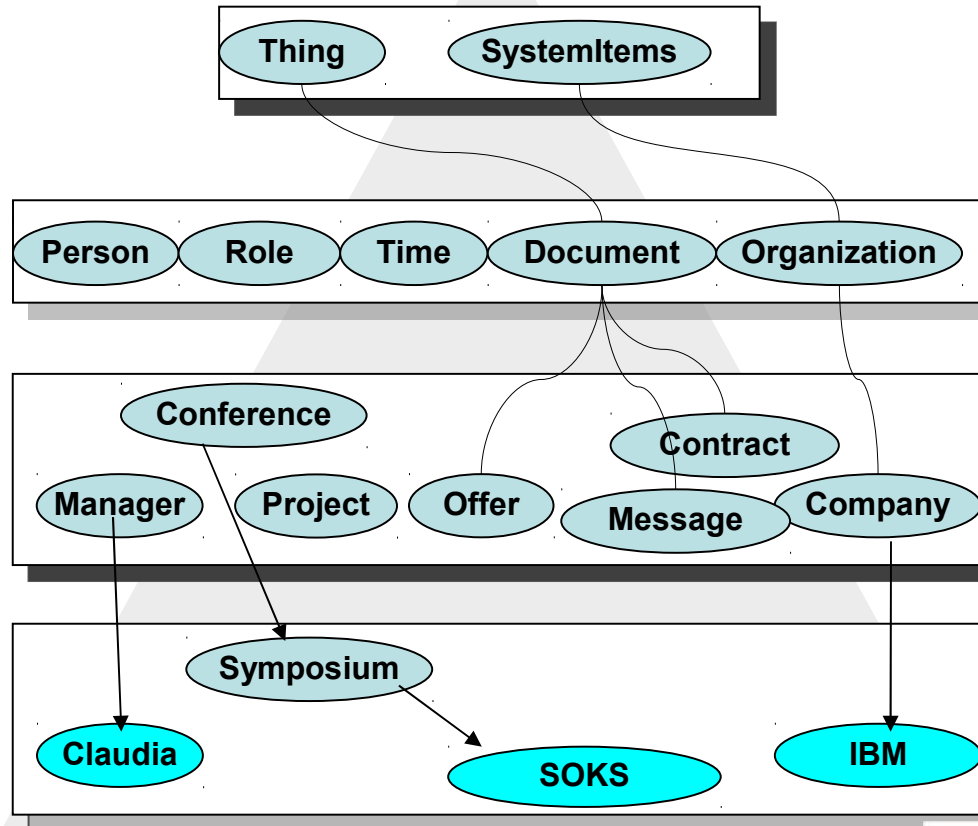 Thing
SystemItems
Person
Role
Time
Document
Organization
Conference
Contract
Manager
Project
Offer
Message
Company
Symposium
Claudia
SOKS
IBM